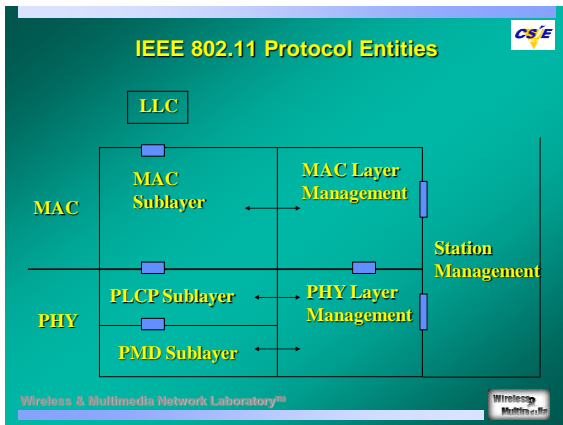 IEEE 802.11 Protocol Entities
CS'E
LLC
MAC
MAC
Sublayer
MAC Layer
Management
Station
Management
PHY
PLCP Sublayer
PHY Layer
Management
PMD Sublayer
Wireless & Multimedia Network Laboratory™
Wireless
Multimedia